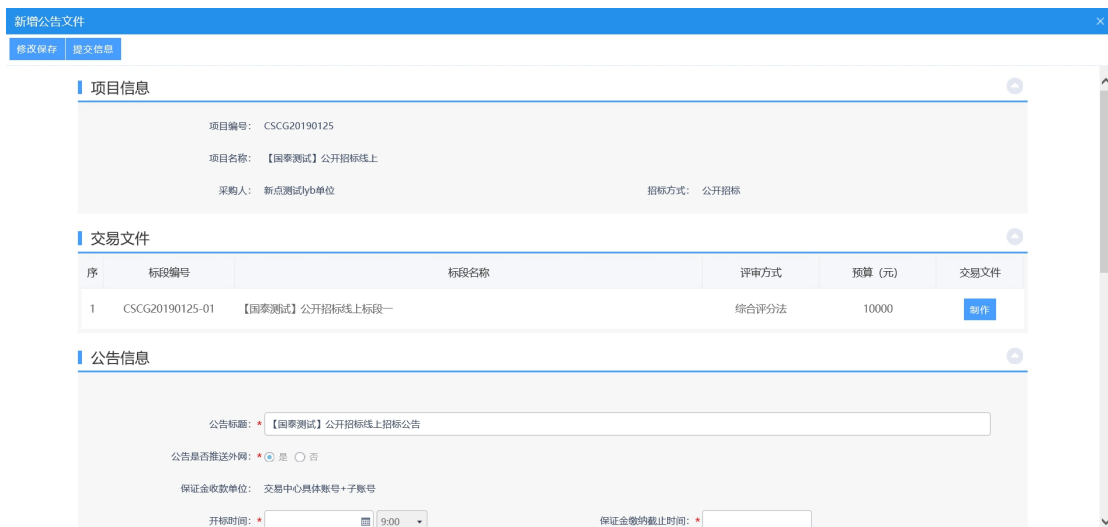 新增公告文件
修改保存 提交信息
项目信息
项目编号： CSCG20190125
项目名称： 【国泰测试】公开招标线上
采购人： 新点测试lyb单位 招标方式： 公开招标
交易文件
序 标段编号 标段名称 评审方式 预算（元） 交易文件
1 CSCG20190125-01 【国泰测试】公开招标线上标段一 综合评分法 10000 制作
公告信息
公告标题：* 【国泰测试】公开招标线上招标公告
公告是否推送外网：* 是 否
保证金收款单位： 交易中心具体账号+子账号
开标时间：* 9:00 保证金缴纳截止时间：*